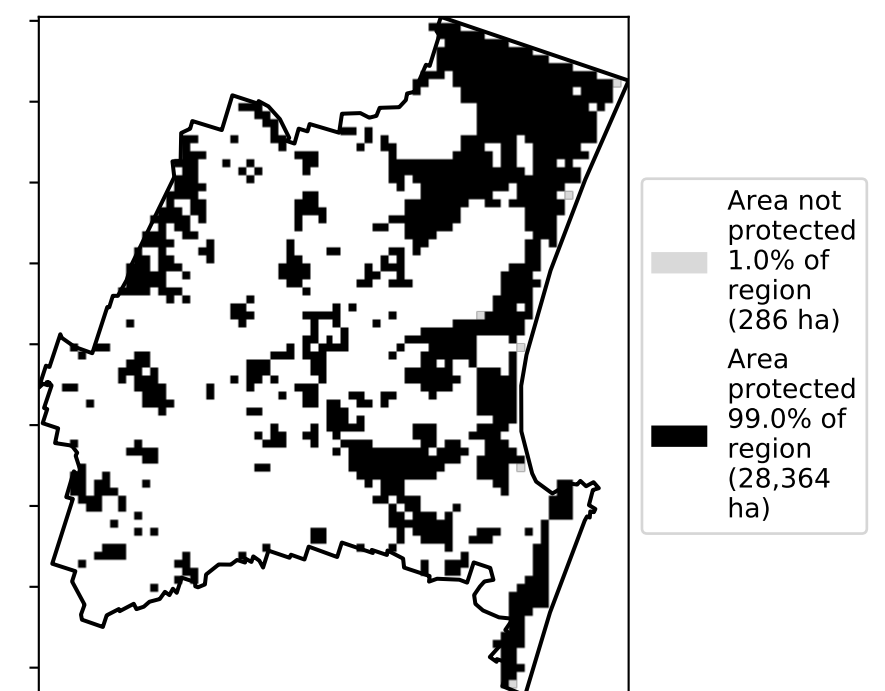 Area not
protected
1.0% of
region
(286 ha)
Area
protected
99.0% of
region
(28,364
ha)